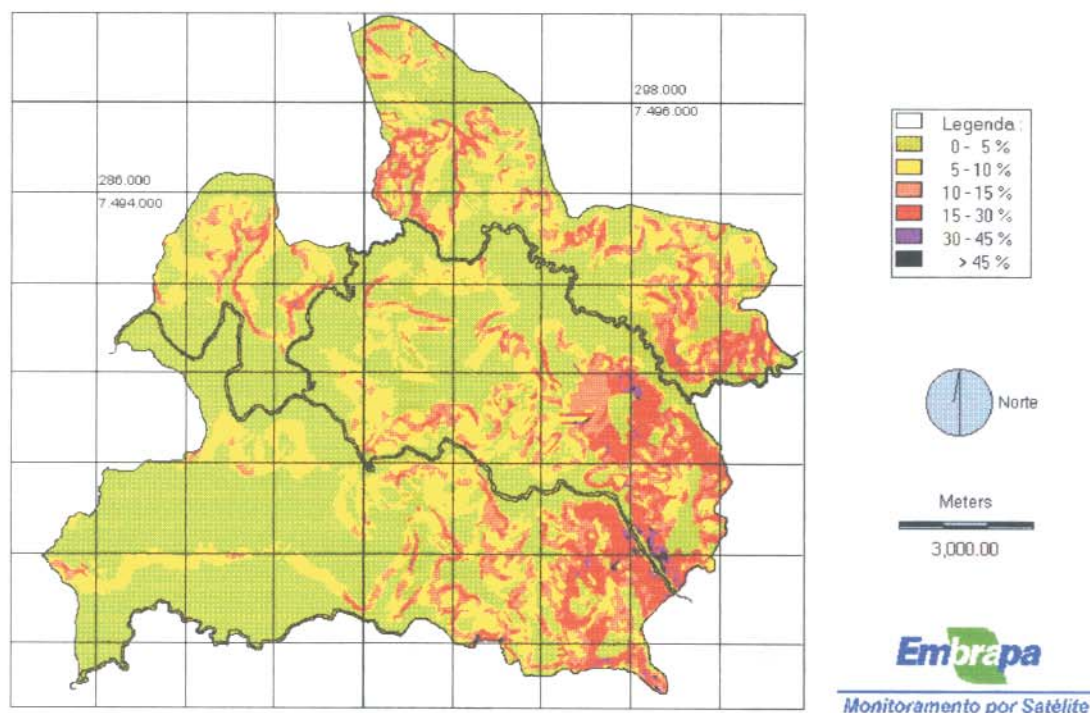 298.000
7.496.000
286.000
7.494.000
Legenda :
0 - 5 %
5 - 10 %
10 - 15 %
15 - 30 %
30 - 45 %
> 45 %
Norte
Meters
3,000.00
Embrapa
Monitoramento por Satélite